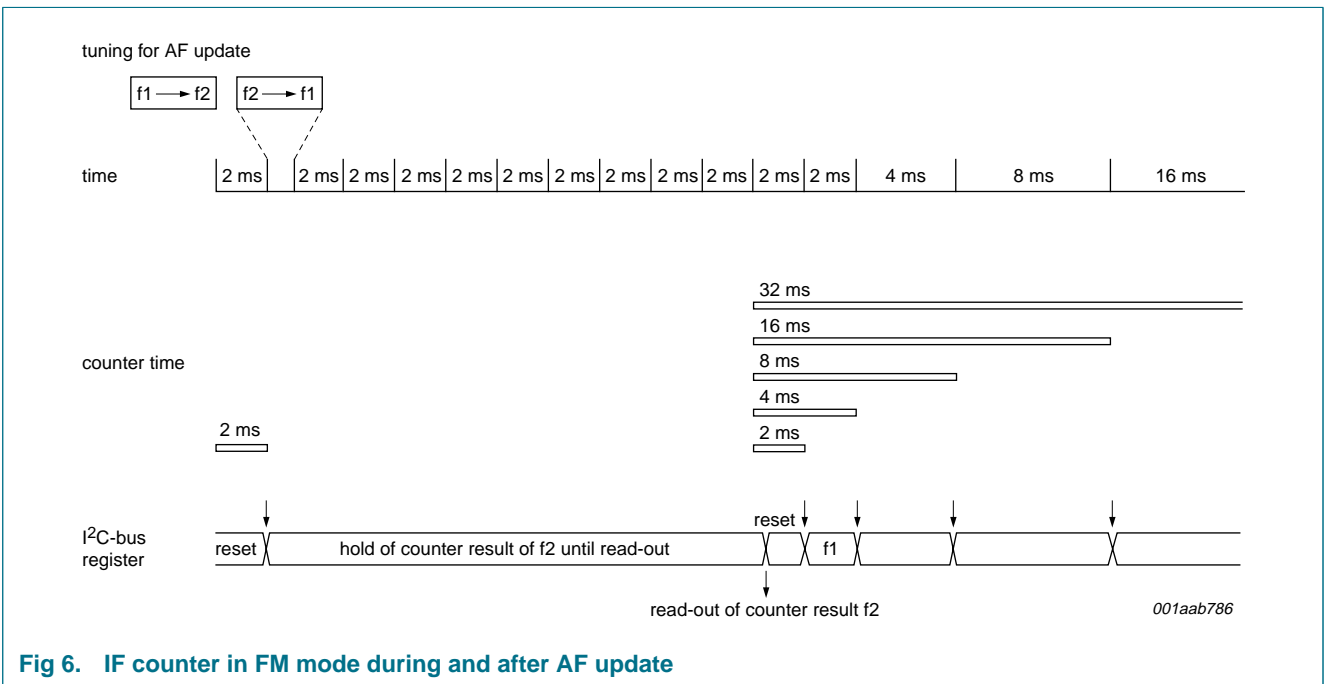 tuning for AF update
f1 → f2 f2 → f1
time 2 ms 2 ms 2 ms 2 ms 2 ms 2 ms 2 ms 2 ms 2 ms 2 ms 2 ms 2 ms 4 ms 8 ms 16 ms
32 ms
16 ms
counter time
8 ms
4 ms
2 ms 2 ms
reset
I²C-bus
register
reset hold of counter result of f2 until read-out f1
read-out of counter result f2
001aab786
Fig 6. IF counter in FM mode during and after AF update